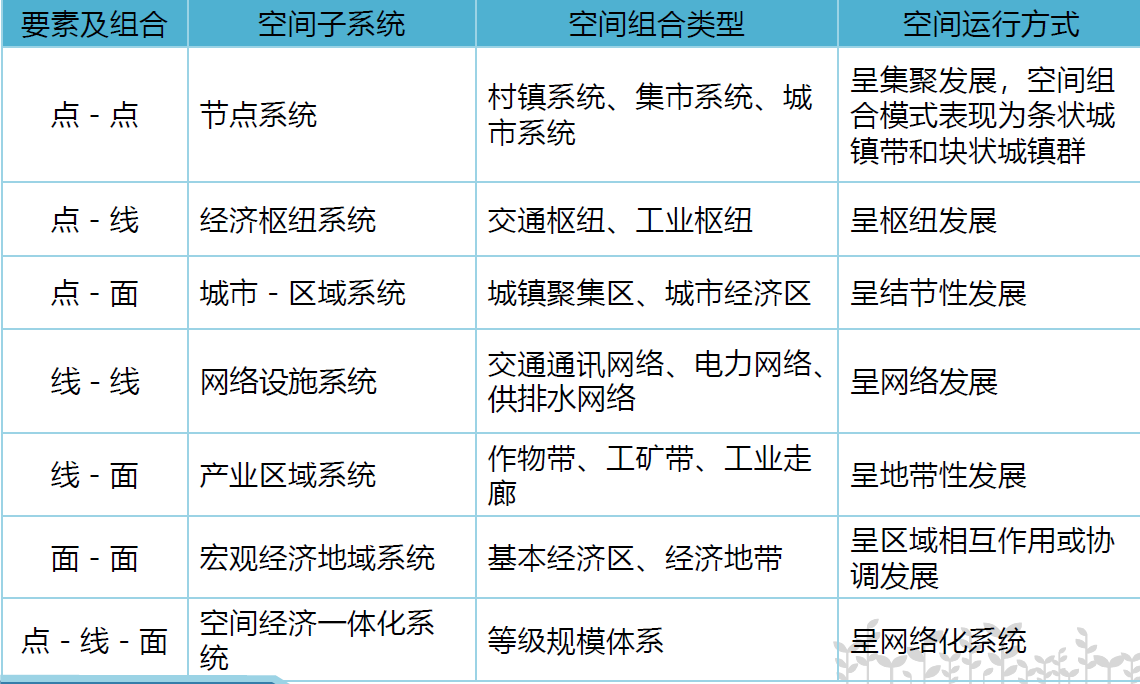 要素及组合 空间子系统 空间组合类型 空间运行方式
点－点 节点系统 村镇系统、集市系统、城
市系统 呈集聚发展，空间组
合模式表现为条状城
镇带和块状城镇群
点－线 经济枢纽系统 交通枢纽、工业枢纽 呈枢纽发展
点－面 城市－区域系统 城镇聚集区、城市经济区 呈结节性发展
线－线 网络设施系统 交通通讯网络、电力网络、
供排水网络 呈网络发展
线－面 产业区域系统 作物带、工矿带、工业走
廊 呈地带性发展
面－面 宏观经济地域系统 基本经济区、经济地带 呈区域相互作用或协
调发展
点－线－面 空间经济一体化系
统 等级规模体系 呈网络化系统